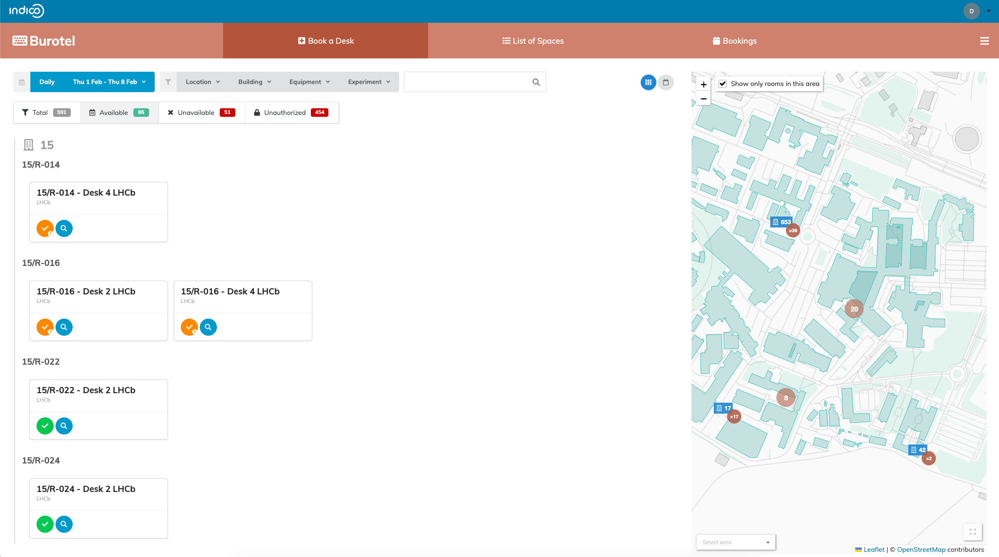 indico
D
Burotel
Book a Desk
List of Spaces
Bookings
Daily
Thu 1 Feb - Thu 8 Feb
Location
Building
Equipment
Experiment
Total 591
Available 86
Unavailable 51
Unauthorized 454
15
15/R-014
15/R-014 - Desk 4 LHCb
LHCb
15/R-016
15/R-016 - Desk 2 LHCb
LHCb
15/R-016 - Desk 4 LHCb
LHCb
15/R-022
15/R-022 - Desk 2 LHCb
LHCb
15/R-024
15/R-024 - Desk 2 LHCb
LHCb
+
−
Show only rooms in this area
653
x39
20
8
17
x17
42
x2
Select area
Leaflet | © OpenStreetMap contributors